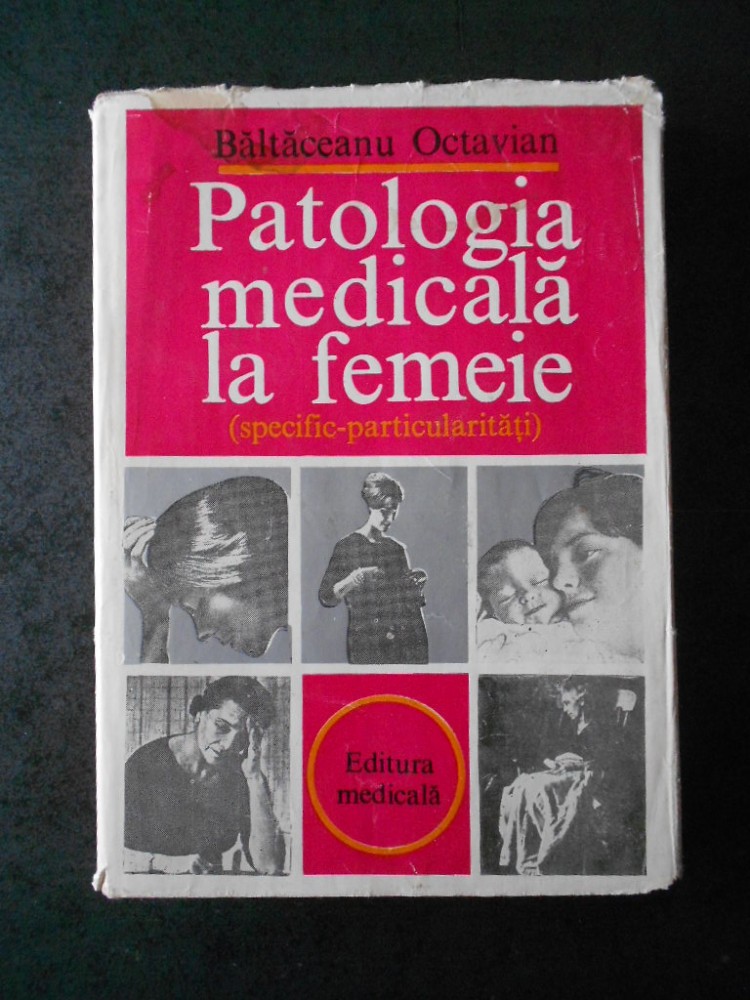 Băltăceanu Octavian
Patologia
medicală
la femeie
(specific-particularități)
Editura
medicală